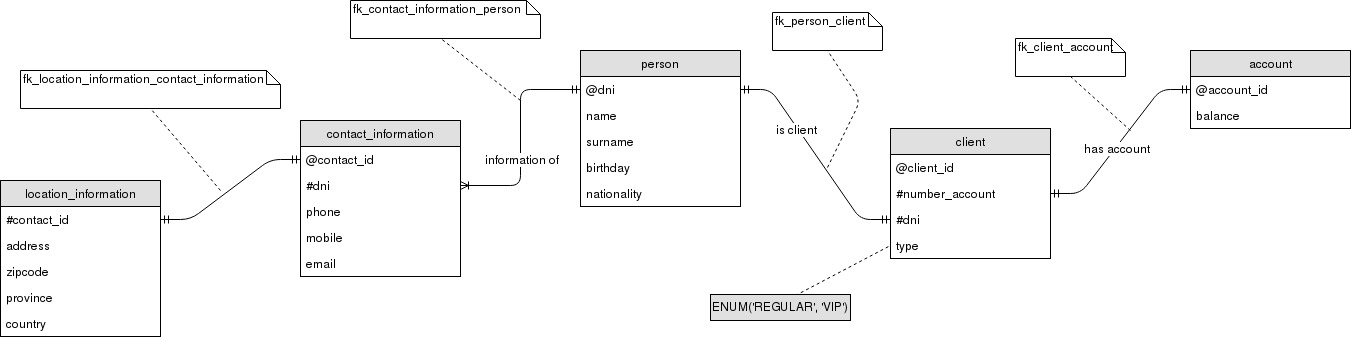 fk_contact_information_person
fk_person_client
fk_client_account
fk_location_information_contact_information
person
@dni
name
surname
birthday
nationality
account
@account_id
balance
contact_information
@contact_id
#dni
phone
mobile
email
information of
is client
client
@client_id
#number_account
#dni
type
has account
location_information
#contact_id
address
zipcode
province
country
ENUM('REGULAR', 'VIP')